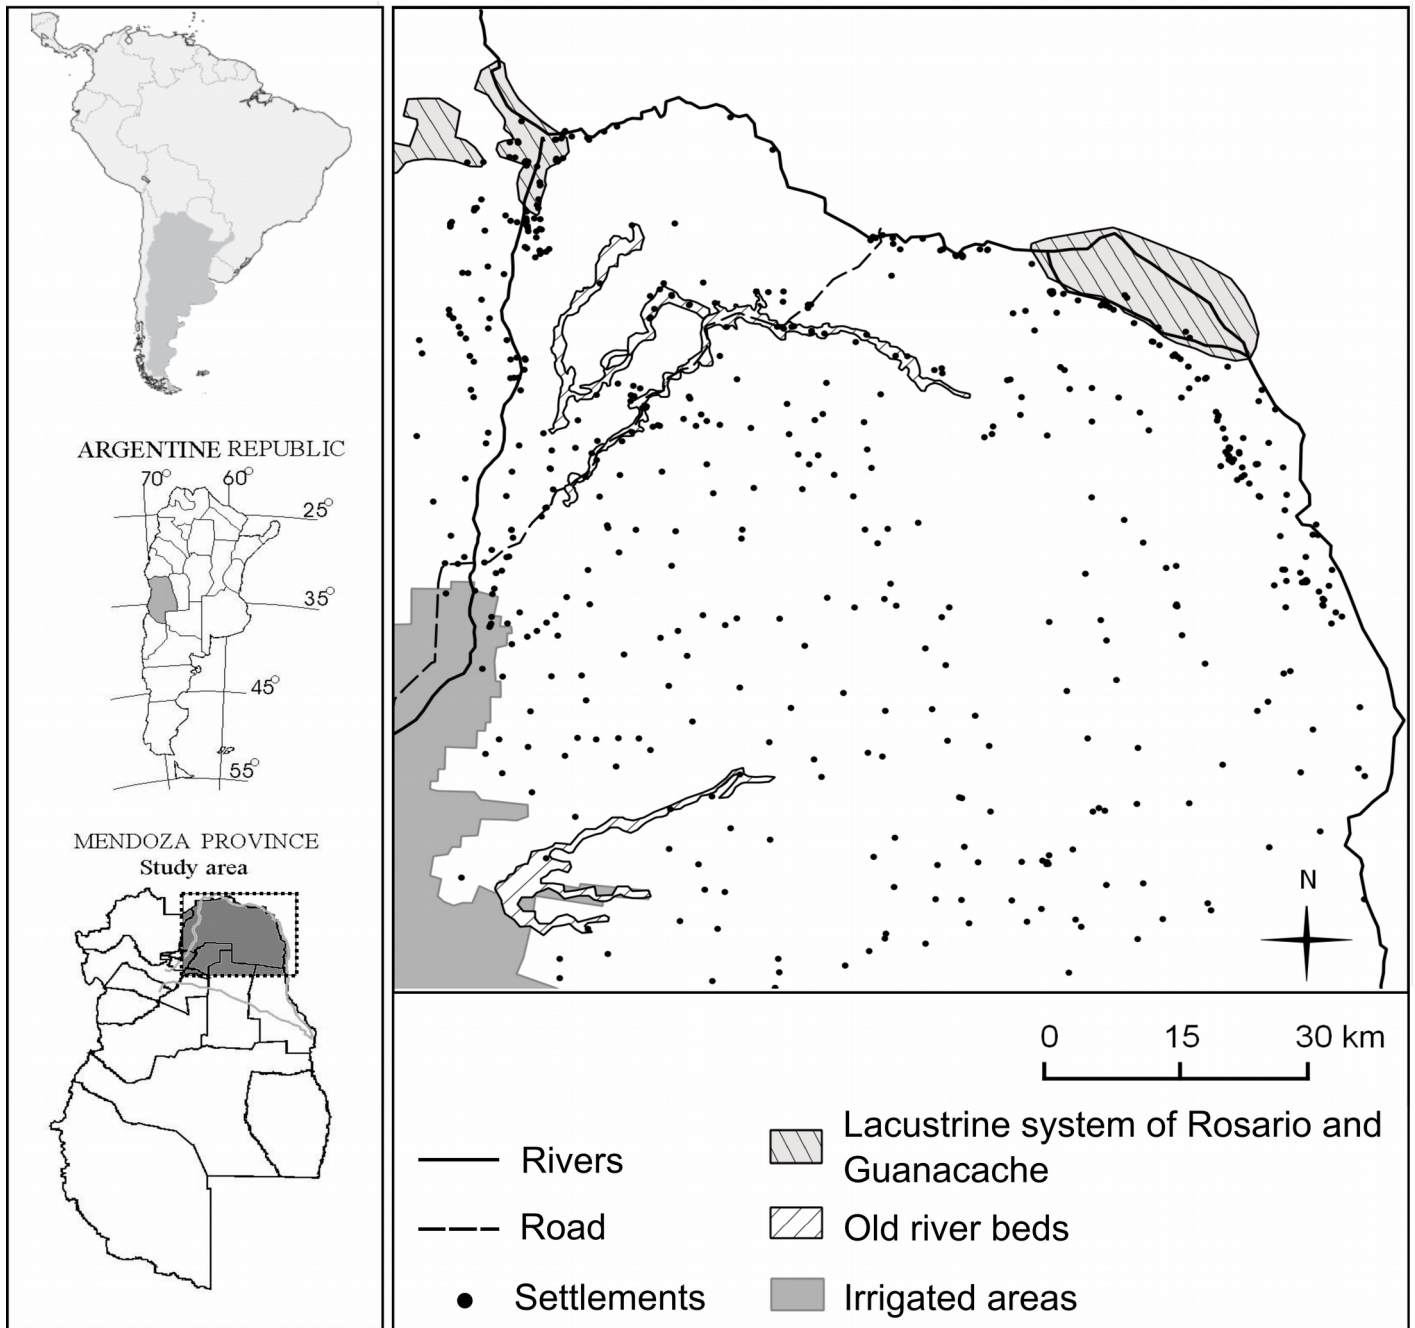 ARGENTINE REPUBLIC
70° 60°
25°
35°
45°
55°
MENDOZA PROVINCE
Study area
N
0 15 30 km
Rivers
Road
Settlements
Lacustrine system of Rosario and
Guanacache
Old river beds
Irrigated areas